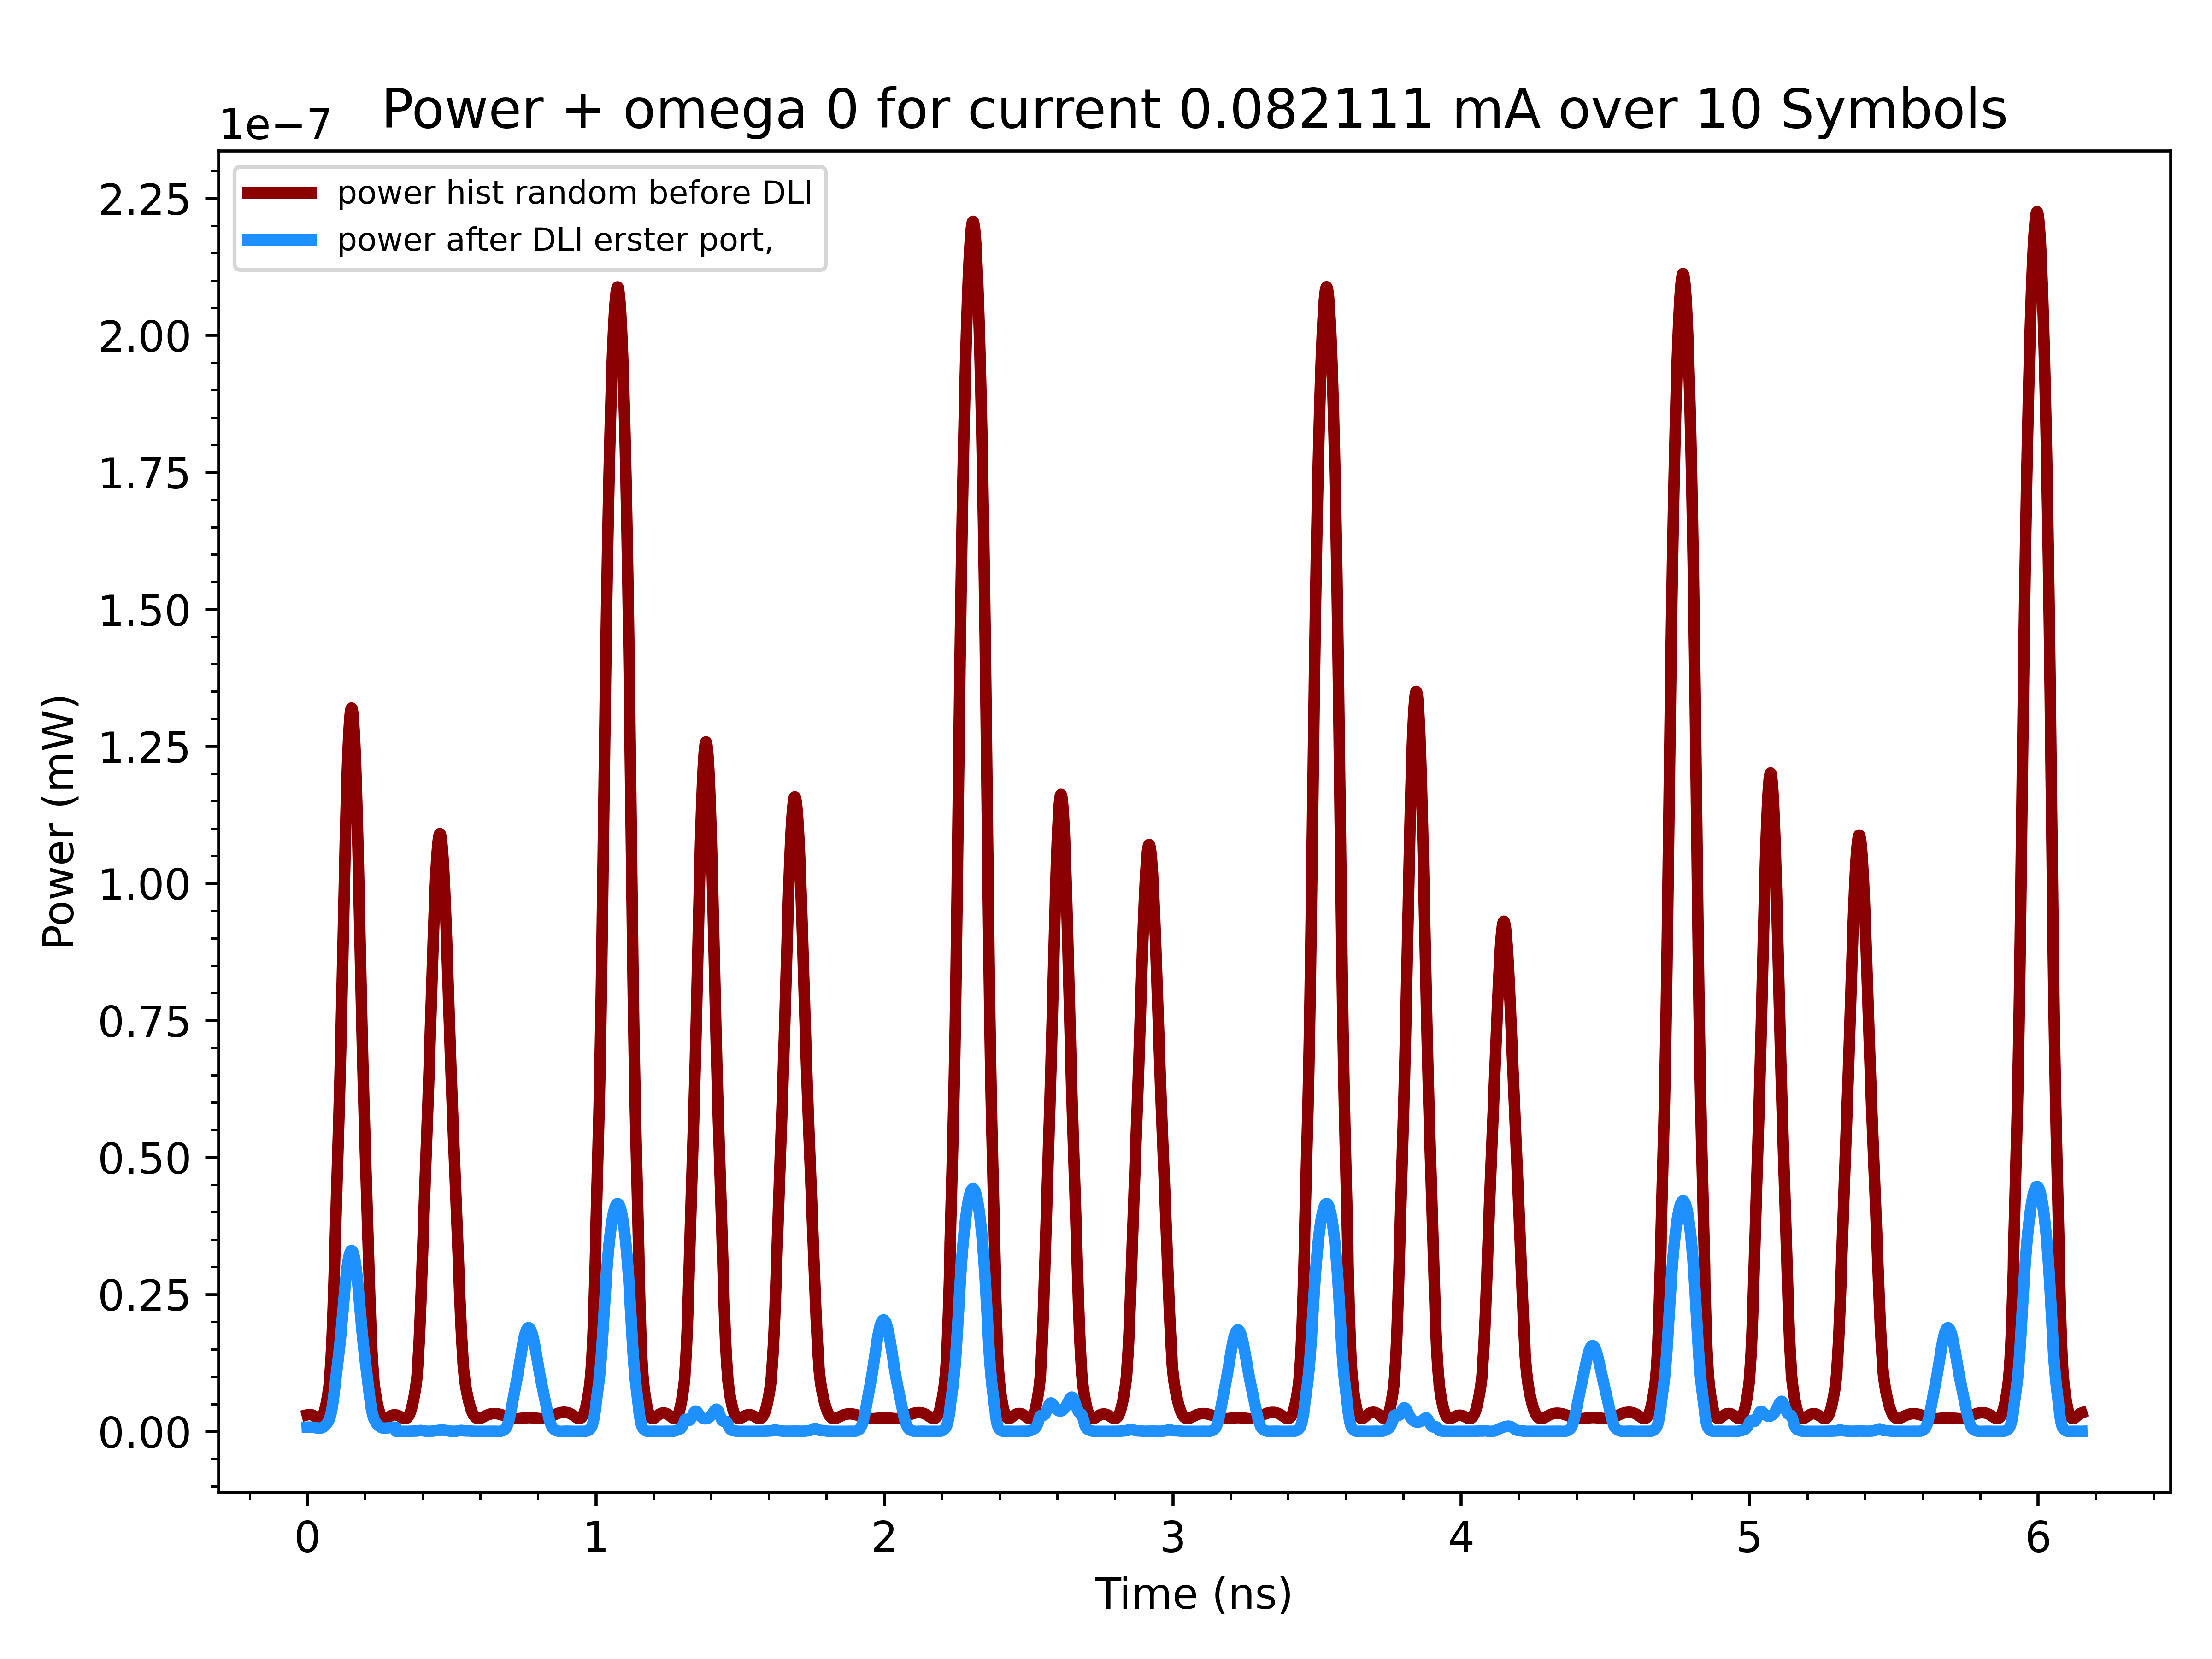 Power + omega 0 for current 0.082111 mA over 10 Symbols
1e−7
power hist random before DLI
power after DLI erster port,
2.25
2.00
1.75
1.50
1.25
1.00
0.75
0.50
0.25
0.00
Power (mW)
0 1 2 3 4 5 6
Time (ns)